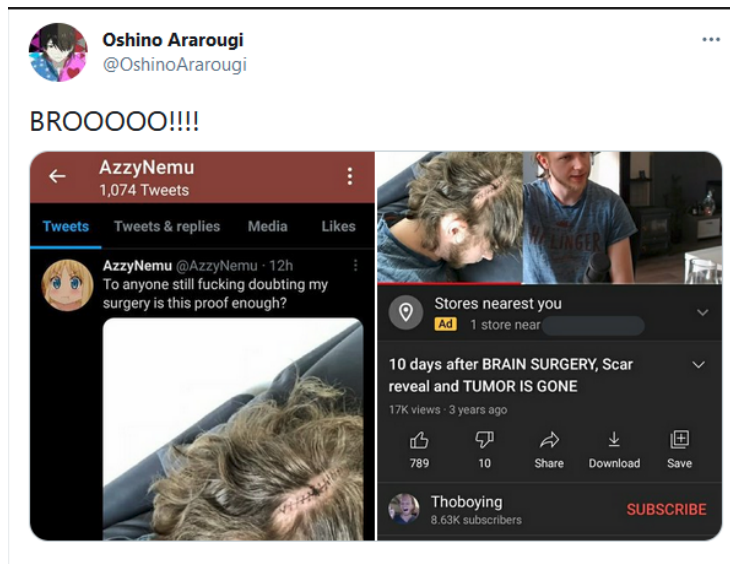 Oshino Ararougi
@OshinoArarougi
BROOOOO!!!!
AzzyNemu
1,074 Tweets
Tweets Tweets & replies Media Likes
AzzyNemu @AzzyNemu · 12h
To anyone still fucking doubting my
surgery is this proof enough?
Stores nearest you
Ad 1 store near
10 days after BRAIN SURGERY, Scar
reveal and TUMOR IS GONE
17K views · 3 years ago
789 10 Share Download Save
Thoboying
8.63K subscribers
SUBSCRIBE